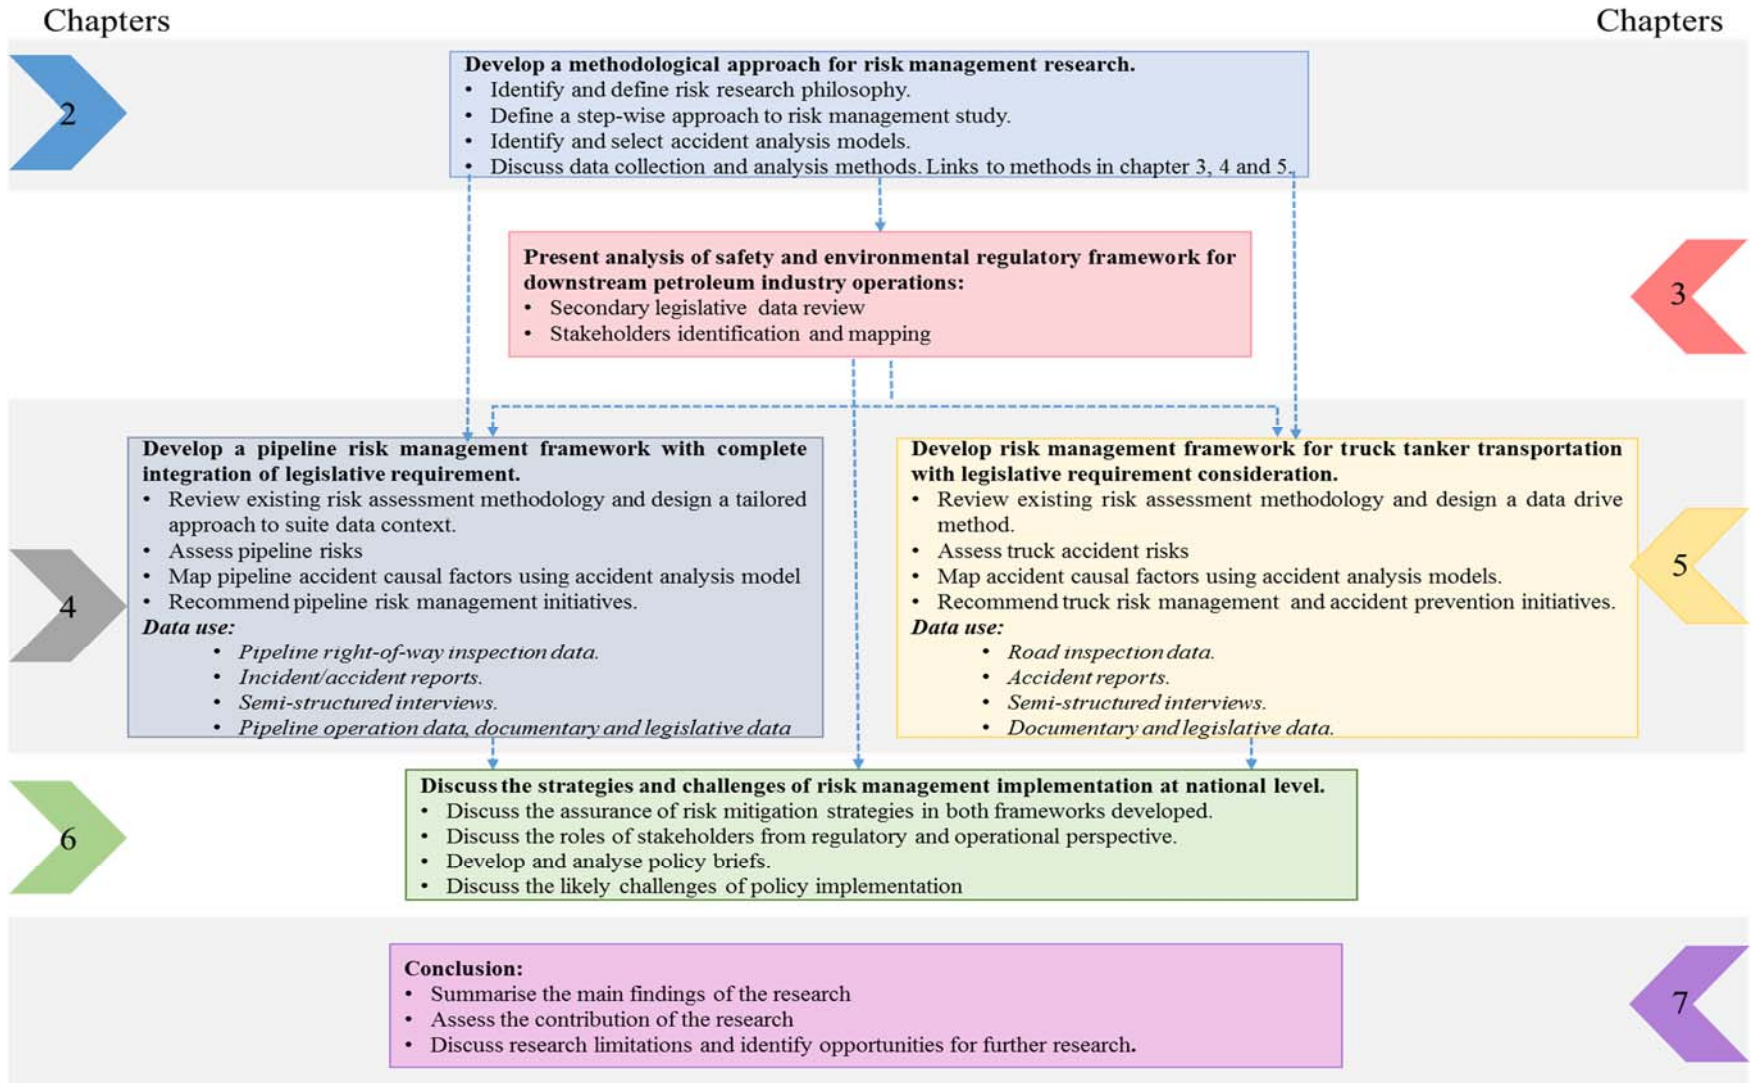 Chapters
Chapters
2
Develop a methodological approach for risk management research.
• Identify and define risk research philosophy.
• Define a step-wise approach to risk management study.
• Identify and select accident analysis models.
• Discuss data collection and analysis methods. Links to methods in chapter 3, 4 and 5.
3
Present analysis of safety and environmental regulatory framework for
downstream petroleum industry operations:
• Secondary legislative data review
• Stakeholders identification and mapping
4
Develop a pipeline risk management framework with complete
integration of legislative requirement.
• Review existing risk assessment methodology and design a tailored
approach to suite data context.
• Assess pipeline risks
• Map pipeline accident causal factors using accident analysis model
• Recommend pipeline risk management initiatives.
Data use:
• Pipeline right-of-way inspection data.
• Incident/accident reports.
• Semi-structured interviews.
• Pipeline operation data, documentary and legislative data
5
Develop risk management framework for truck tanker transportation
with legislative requirement consideration.
• Review existing risk assessment methodology and design a data drive
method.
• Assess truck accident risks
• Map accident causal factors using accident analysis models.
• Recommend truck risk management and accident prevention initiatives.
Data use:
• Road inspection data.
• Accident reports.
• Semi-structured interviews.
• Documentary and legislative data.
6
Discuss the strategies and challenges of risk management implementation at national level.
• Discuss the assurance of risk mitigation strategies in both frameworks developed.
• Discuss the roles of stakeholders from regulatory and operational perspective.
• Develop and analyse policy briefs.
• Discuss the likely challenges of policy implementation
7
Conclusion:
• Summarise the main findings of the research
• Assess the contribution of the research
• Discuss research limitations and identify opportunities for further research.